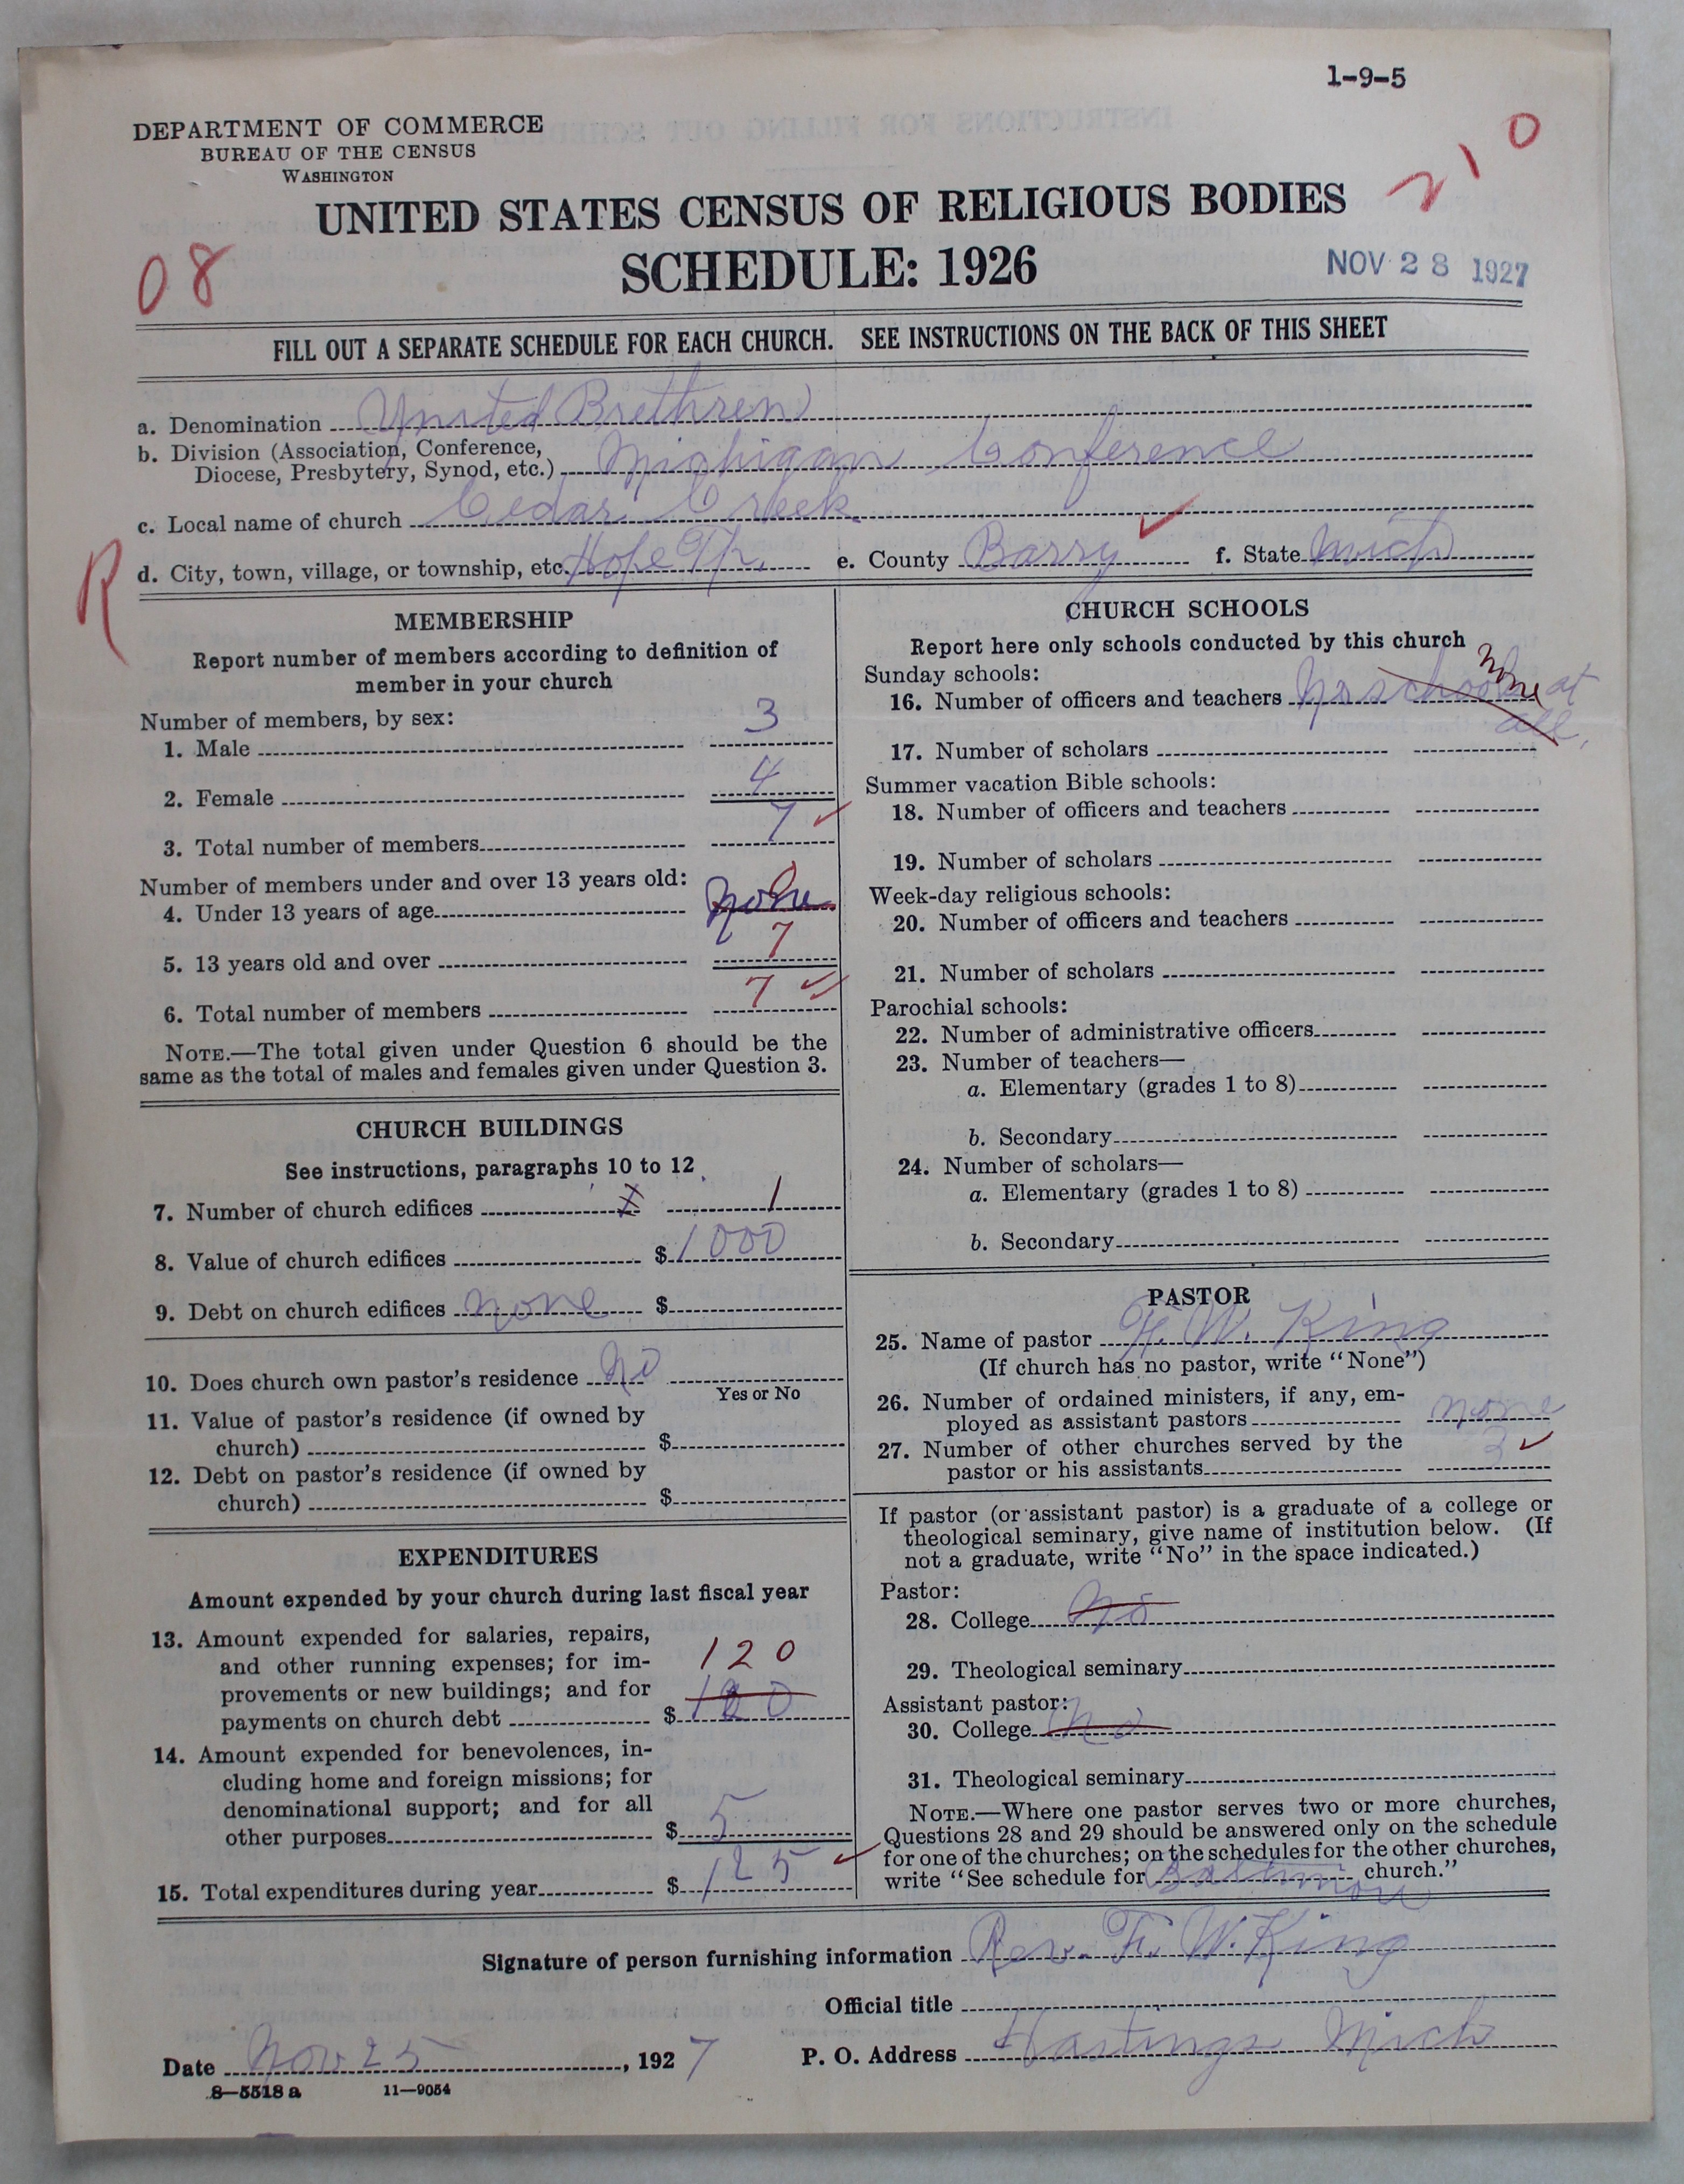 1-9-5
DEPARTMENT OF COMMERCE
BUREAU OF THE CENSUS
WASHINGTON
210
UNITED STATES CENSUS OF RELIGIOUS BODIES
08
SCHEDULE: 1926
NOV 28 1927
FILL OUT A SEPARATE SCHEDULE FOR EACH CHURCH. SEE INSTRUCTIONS ON THE BACK OF THIS SHEET
a. Denomination United Brethren
b. Division (Association, Conference,
Diocese, Presbytery, Synod, etc.) Michigan Conference
c. Local name of church Cedar Creek
R
d. City, town, village, or township, etc. Hope Tp. e. County Barry f. State Mich
MEMBERSHIP
Report number of members according to definition of
member in your church
Number of members, by sex:
1. Male 3
2. Female 4
3. Total number of members 7
Number of members under and over 13 years old:
4. Under 13 years of age none 0
5. 13 years old and over 7
6. Total number of members 7
NOTE.—The total given under Question 6 should be the
same as the total of males and females given under Question 3.
CHURCH BUILDINGS
See instructions, paragraphs 10 to 12
7. Number of church edifices 1
8. Value of church edifices $ 1000
9. Debt on church edifices none $
10. Does church own pastor's residence No
Yes or No
11. Value of pastor's residence (if owned by
church) $
12. Debt on pastor's residence (if owned by
church) $
EXPENDITURES
Amount expended by your church during last fiscal year
13. Amount expended for salaries, repairs,
and other running expenses; for im-
provements or new buildings; and for
payments on church debt $ 120
14. Amount expended for benevolences, in-
cluding home and foreign missions; for
denominational support; and for all
other purposes $ 5
15. Total expenditures during year $ 125
CHURCH SCHOOLS
Report here only schools conducted by this church
Sunday schools:
16. Number of officers and teachers No school at all. None
17. Number of scholars
Summer vacation Bible schools:
18. Number of officers and teachers
19. Number of scholars
Week-day religious schools:
20. Number of officers and teachers
21. Number of scholars
Parochial schools:
22. Number of administrative officers
23. Number of teachers—
a. Elementary (grades 1 to 8)
b. Secondary
24. Number of scholars—
a. Elementary (grades 1 to 8)
b. Secondary
PASTOR
25. Name of pastor F. W. King
(If church has no pastor, write "None")
26. Number of ordained ministers, if any, em-
ployed as assistant pastors none
27. Number of other churches served by the
pastor or his assistants 3
If pastor (or assistant pastor) is a graduate of a college or
theological seminary, give name of institution below. (If
not a graduate, write "No" in the space indicated.)
Pastor:
28. College No
29. Theological seminary
Assistant pastor:
30. College No
31. Theological seminary
NOTE.—Where one pastor serves two or more churches,
Questions 28 and 29 should be answered only on the schedule
for one of the churches; on the schedules for the other churches,
write "See schedule for Baltimore church."
Signature of person furnishing information Rev. F. W. King
Official title
Date Nov 25, 1927 P. O. Address Hastings Mich
8—5518 a 11—9054